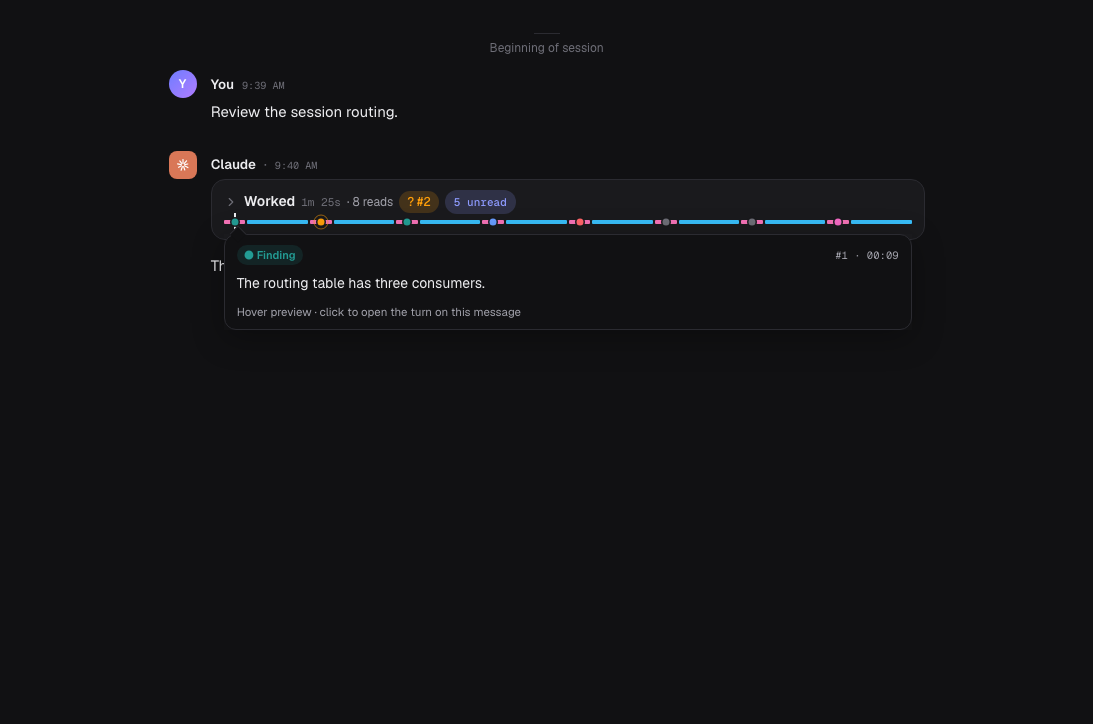 Beginning of session
Y You 9:39 AM
Review the session routing.
Claude · 9:40 AM
Worked 1m 25s · 8 reads ? #2 5 unread
Finding #1 · 00:09
Th
The routing table has three consumers.
Hover preview · click to open the turn on this message